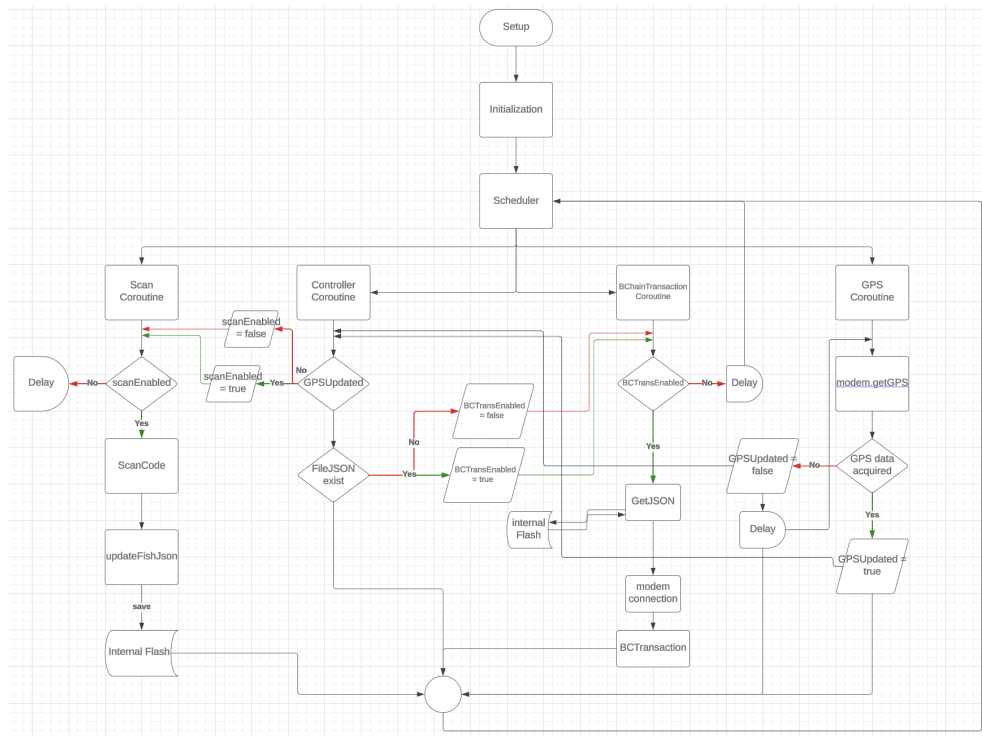 Setup
Initialization
Scheduler
Scan
Coroutine
Controller
Coroutine
BChainTransaction
Coroutine
GPS
Coroutine
scanEnabled
= false
No
scanEnabled
= true
Yes
GPSUpdated
Delay
No
scanEnabled
Yes
BCTransEnabled
No
Delay
modem.getGPS
BCTransEnabled
= false
No
Yes
ScanCode
FileJSON
exist
Yes
BCTransEnabled
= true
GPSUpdated =
false
No
GPS data
acquired
Yes
GetJSON
internal
Flash
Delay
updateFishJson
GPSUpdated =
true
modem
connection
save
Internal Flash
BCTransaction